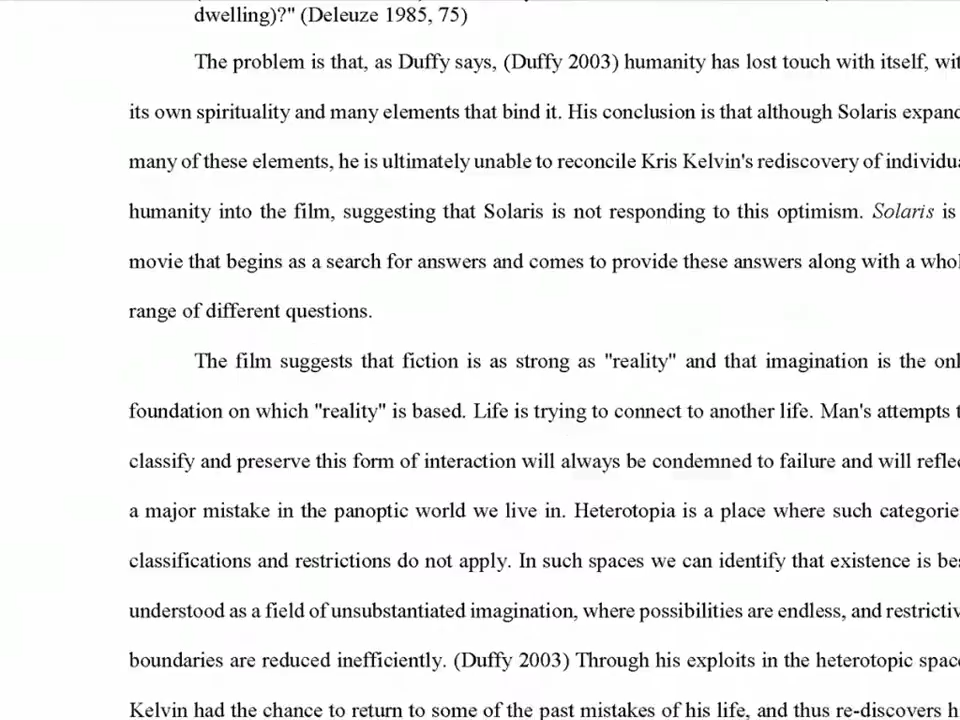 dwelling)?" (Deleuze 1985, 75)
The problem is that, as Duffy says, (Duffy 2003) humanity has lost touch with itself,
its own spirituality and many elements that bind it. His conclusion is that although Solaris
many of these elements, he is ultimately unable to reconcile Kris Kelvin's rediscovery of
humanity into the film, suggesting that Solaris is not responding to this optimism. Solaris is
movie that begins as a search for answers and comes to provide these answers along with a
range of different questions.
The film suggests that fiction is as strong as "reality" and that imagination is the
foundation on which "reality" is based. Life is trying to connect to another life. Man's attempts
classify and preserve this form of interaction will always be condemned to failure and will
a major mistake in the panoptic world we live in. Heterotopia is a place where such
classifications and restrictions do not apply. In such spaces we can identify that existence is
understood as a field of unsubstantiated imagination, where possibilities are endless, and
boundaries are reduced inefficiently. (Duffy 2003) Through his exploits in the heterotopic
Kelvin had the chance to return to some of the past mistakes of his life, and thus re-discovers